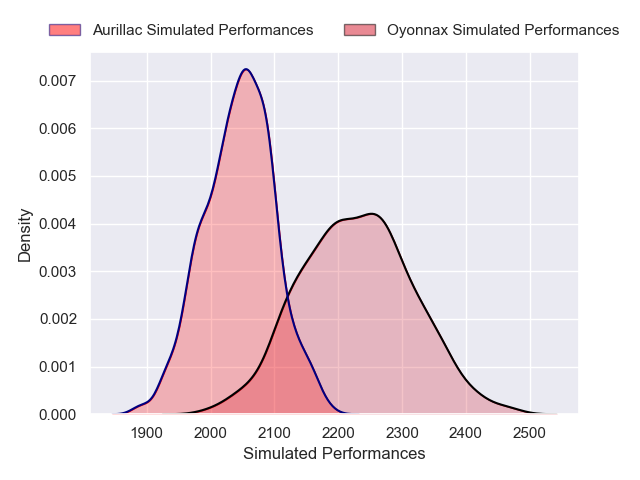 Aurillac Simulated Performances Oyonnax Simulated Performances
0.007
0.006
0.005
0.004
0.003
0.002
0.001
0.000
Density
1900 2000 2100 2200 2300 2400 2500
Simulated Performances